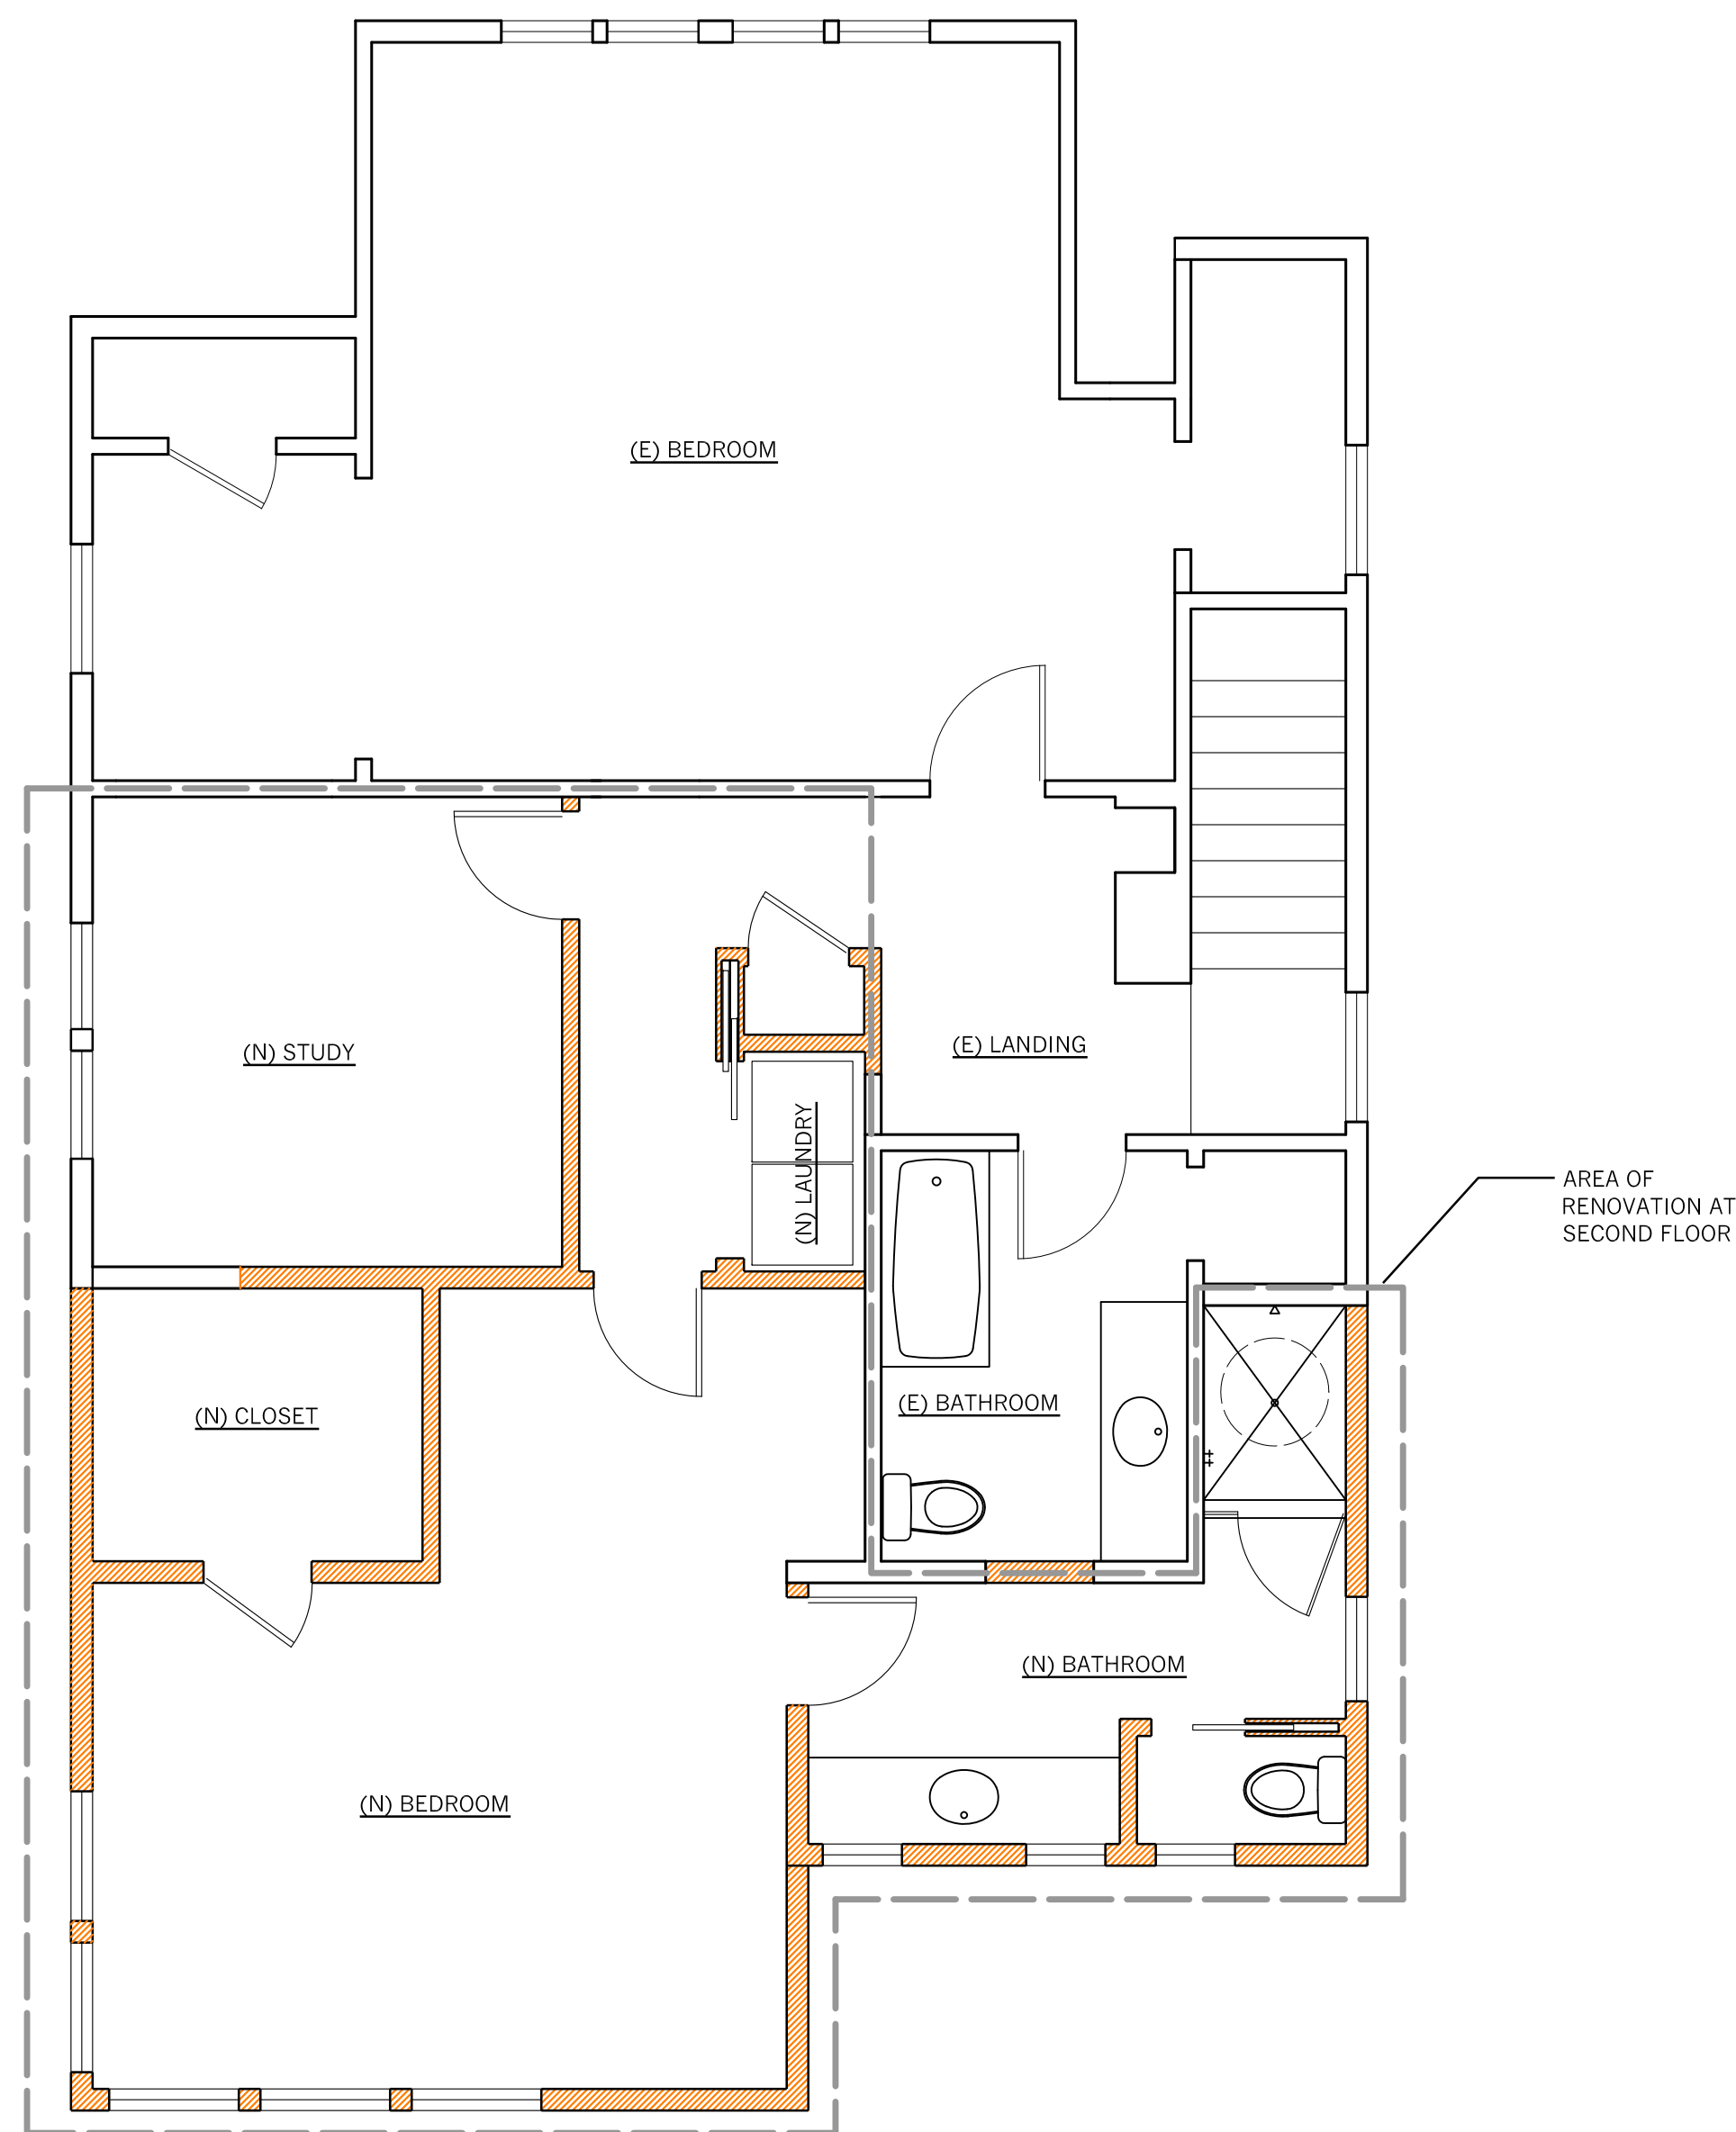 (E) BEDROOM
(N) STUDY
(E) LANDING
(N) LAUNDRY
AREA OF
RENOVATION AT
SECOND FLOOR
(E) BATHROOM
(N) CLOSET
(N) BATHROOM
(N) BEDROOM